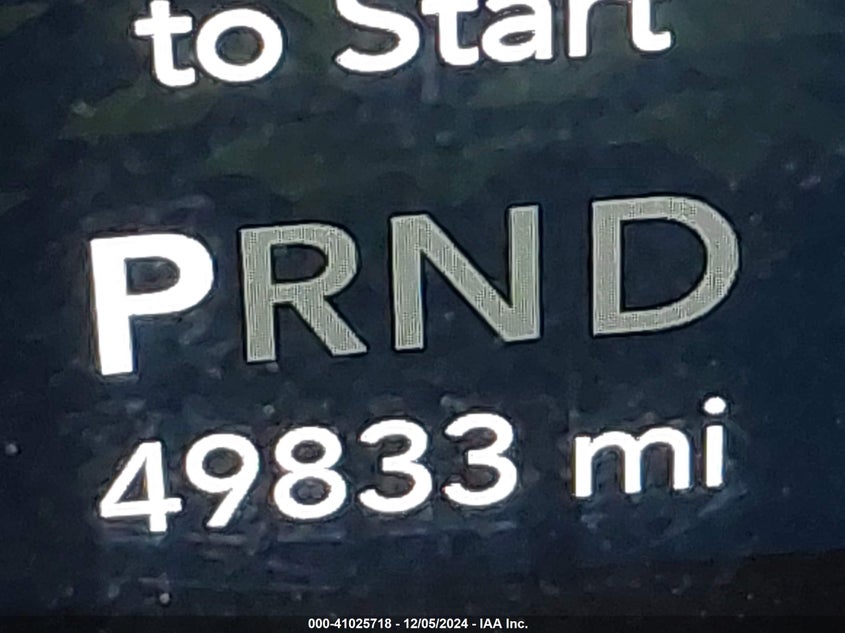 to Start
PRND
49833 mi
000-41025718 - 12/05/2024 - IAA Inc.